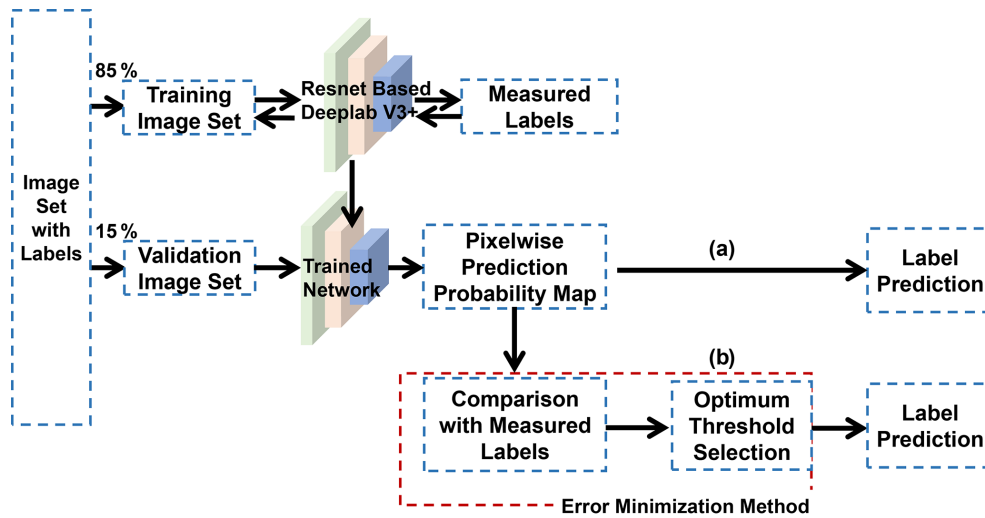 Image
Set
with
Labels
85 %
Training
Image Set
Resnet Based
Deeplab V3+
Measured
Labels
15 %
Validation
Image Set
Trained
Network
Pixelwise
Prediction
Probability Map
(a)
Label
Prediction
(b)
Comparison
with Measured
Labels
Optimum
Threshold
Selection
Label
Prediction
Error Minimization Method